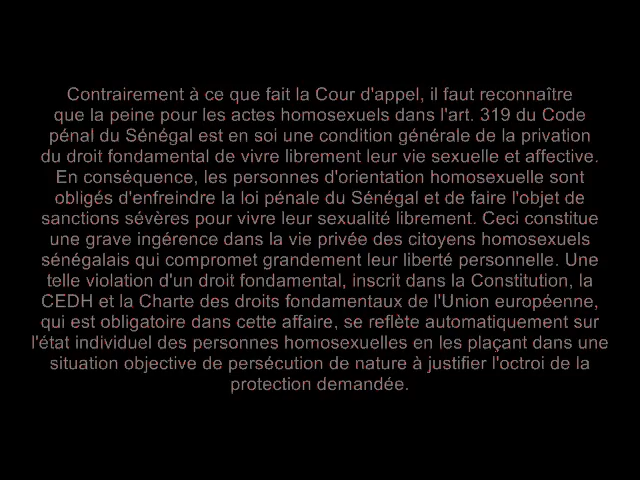 Contrairement à ce que fait la Cour d'appel, il faut reconnaître
que la peine pour les actes homosexuels dans l'art. 319 du Code
pénal du Sénégal est en soi une condition générale de la privation
du droit fondamental de vivre librement leur vie sexuelle et affective.
En conséquence, les personnes d'orientation homosexuelle sont
obligés d'enfreindre la loi pénale du Sénégal et de faire l'objet de
sanctions sévères pour vivre leur sexualité librement. Ceci constitue
une grave ingérence dans la vie privée des citoyens homosexuels
sénégalais qui compromet grandement leur liberté personnelle. Une
telle violation d'un droit fondamental, inscrit dans la Constitution, la
CEDH et la Charte des droits fondamentaux de l'Union européenne,
qui est obligatoire dans cette affaire, se reflète automatiquement sur
l'état individuel des personnes homosexuelles en les plaçant dans une
situation objective de persécution de nature à justifier l'octroi de la
protection demandée.